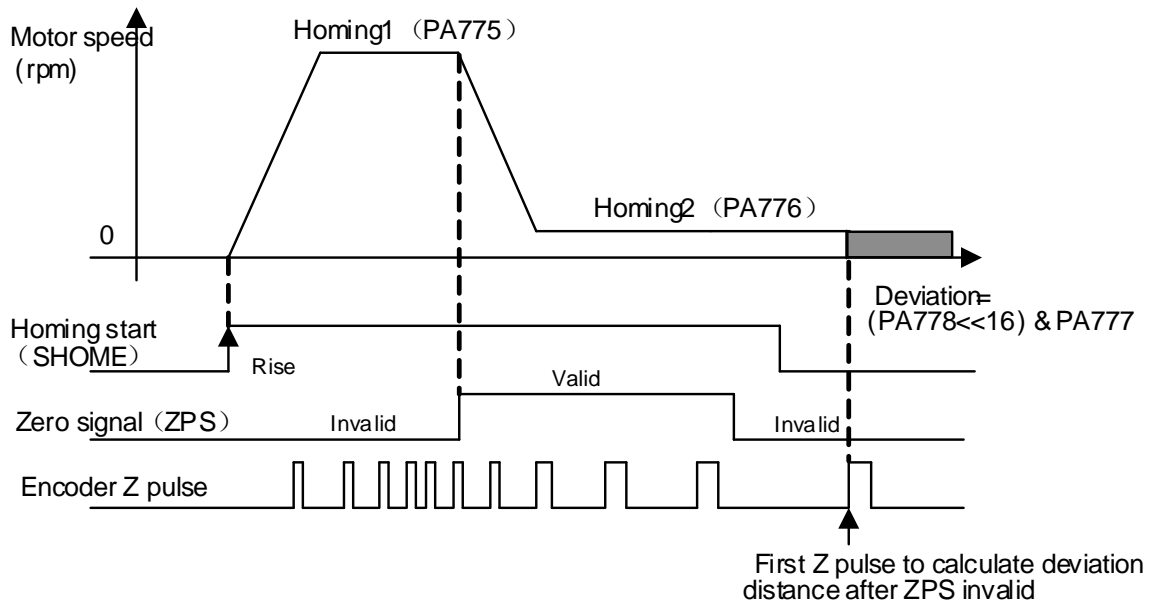 Homing1（PA775）
Motor speed
(rpm)
Homing2（PA776）
0
Deviation=
(PA778<<16) & PA777
Homing start
（SHOME）
Rise
Valid
Zero signal（ZPS）
Invalid
Invalid
Encoder Z pulse
First Z pulse to calculate deviation
distance after ZPS invalid